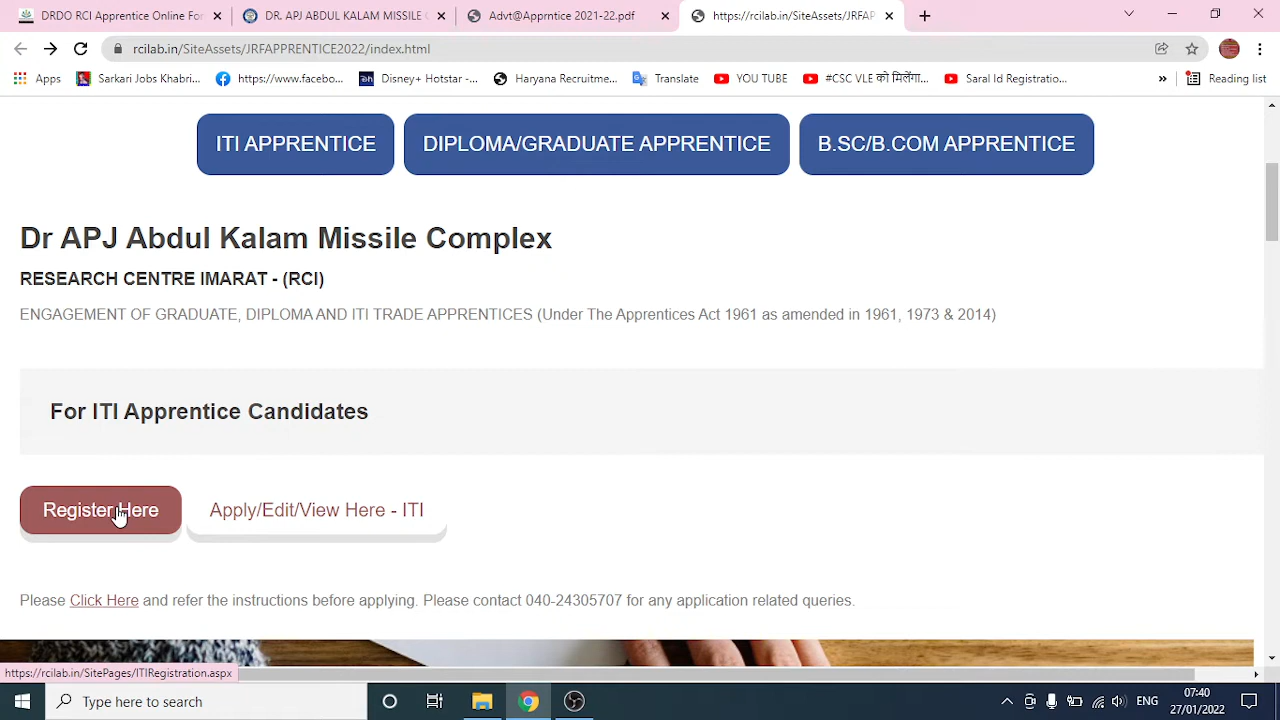 DRDO RCI Apprentice Online For
DR. APJ ABDUL KALAM MISSILE C
Advt@Apprntice 2021-22.pdf
https://rcilab.in/SiteAssets/JRFAP
rcilab.in/SiteAssets/JRFAPPRENTICE2022/index.html
Apps
Sarkari Jobs Khabri...
https://www.facebo...
Disney+ Hotstar -...
Haryana Recruitme...
Translate
YOU TUBE
#CSC VLE को मिलेंगा...
Saral Id Registratio...
»
Reading list
ITI APPRENTICE
DIPLOMA/GRADUATE APPRENTICE
B.SC/B.COM APPRENTICE
Dr APJ Abdul Kalam Missile Complex
RESEARCH CENTRE IMARAT - (RCI)
ENGAGEMENT OF GRADUATE, DIPLOMA AND ITI TRADE APPRENTICES (Under The Apprentices Act 1961 as amended in 1961, 1973 & 2014)
For ITI Apprentice Candidates
Register Here
Apply/Edit/View Here - ITI
Please Click Here and refer the instructions before applying. Please contact 040-24305707 for any application related queries.
https://rcilab.in/SitePages/ITIRegistration.aspx
Type here to search
ENG
07:40
27/01/2022